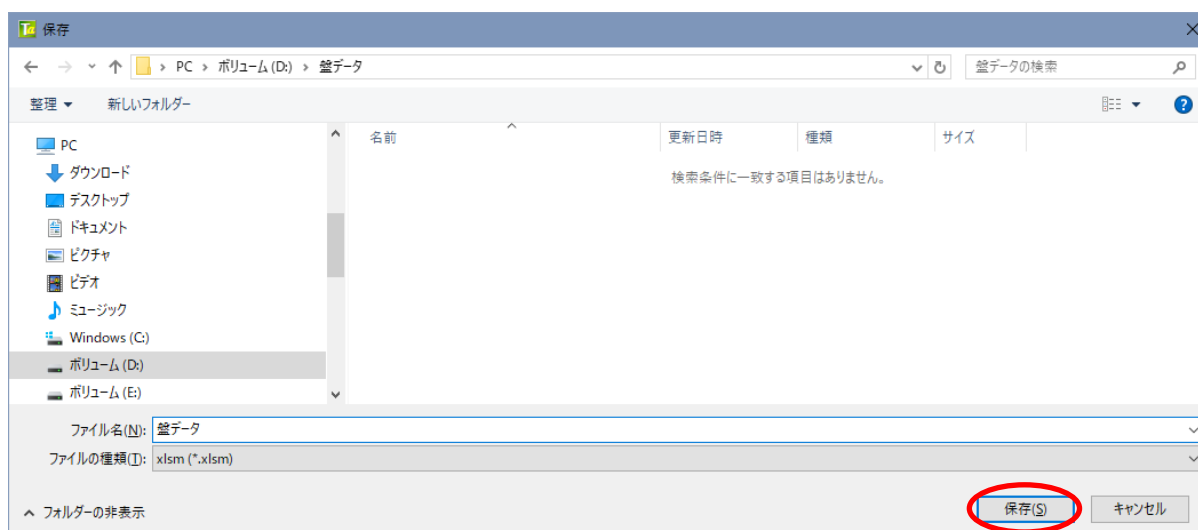 保存
PC › ボリューム (D:) › 盤データ
盤データの検索
整理 ▼ 新しいフォルダー
名前 更新日時 種類 サイズ
検索条件に一致する項目はありません。
PC
ダウンロード
デスクトップ
ドキュメント
ピクチャ
ビデオ
ミュージック
Windows (C:)
ボリューム (D:)
ボリューム (E:)
ファイル名(N): 盤データ
ファイルの種類(T): xlsm (*.xlsm)
フォルダーの非表示
保存(S) キャンセル